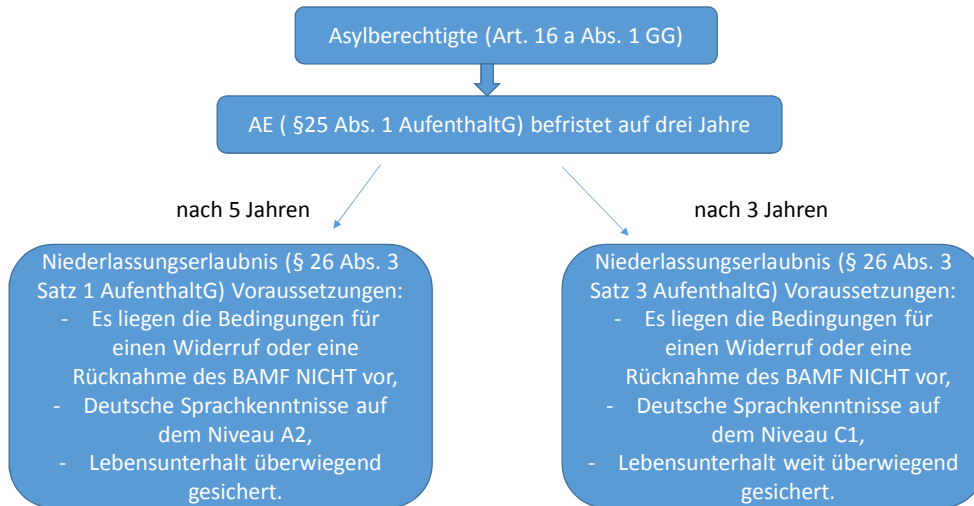 Asylberechtigte (Art. 16 a Abs. 1 GG)
AE ( §25 Abs. 1 AufenthaltG) befristet auf drei Jahre
nach 5 Jahren
nach 3 Jahren
Niederlassungserlaubnis (§ 26 Abs. 3
Satz 1 AufenthaltG) Voraussetzungen:
- Es liegen die Bedingungen für
einen Widerruf oder eine
Rücknahme des BAMF NICHT vor,
- Deutsche Sprachkenntnisse auf
dem Niveau A2,
- Lebensunterhalt überwiegend
gesichert.
Niederlassungserlaubnis (§ 26 Abs. 3
Satz 3 AufenthaltG) Voraussetzungen:
- Es liegen die Bedingungen für
einen Widerruf oder eine
Rücknahme des BAMF NICHT vor,
- Deutsche Sprachkenntnisse auf
dem Niveau C1,
- Lebensunterhalt weit überwiegend
gesichert.